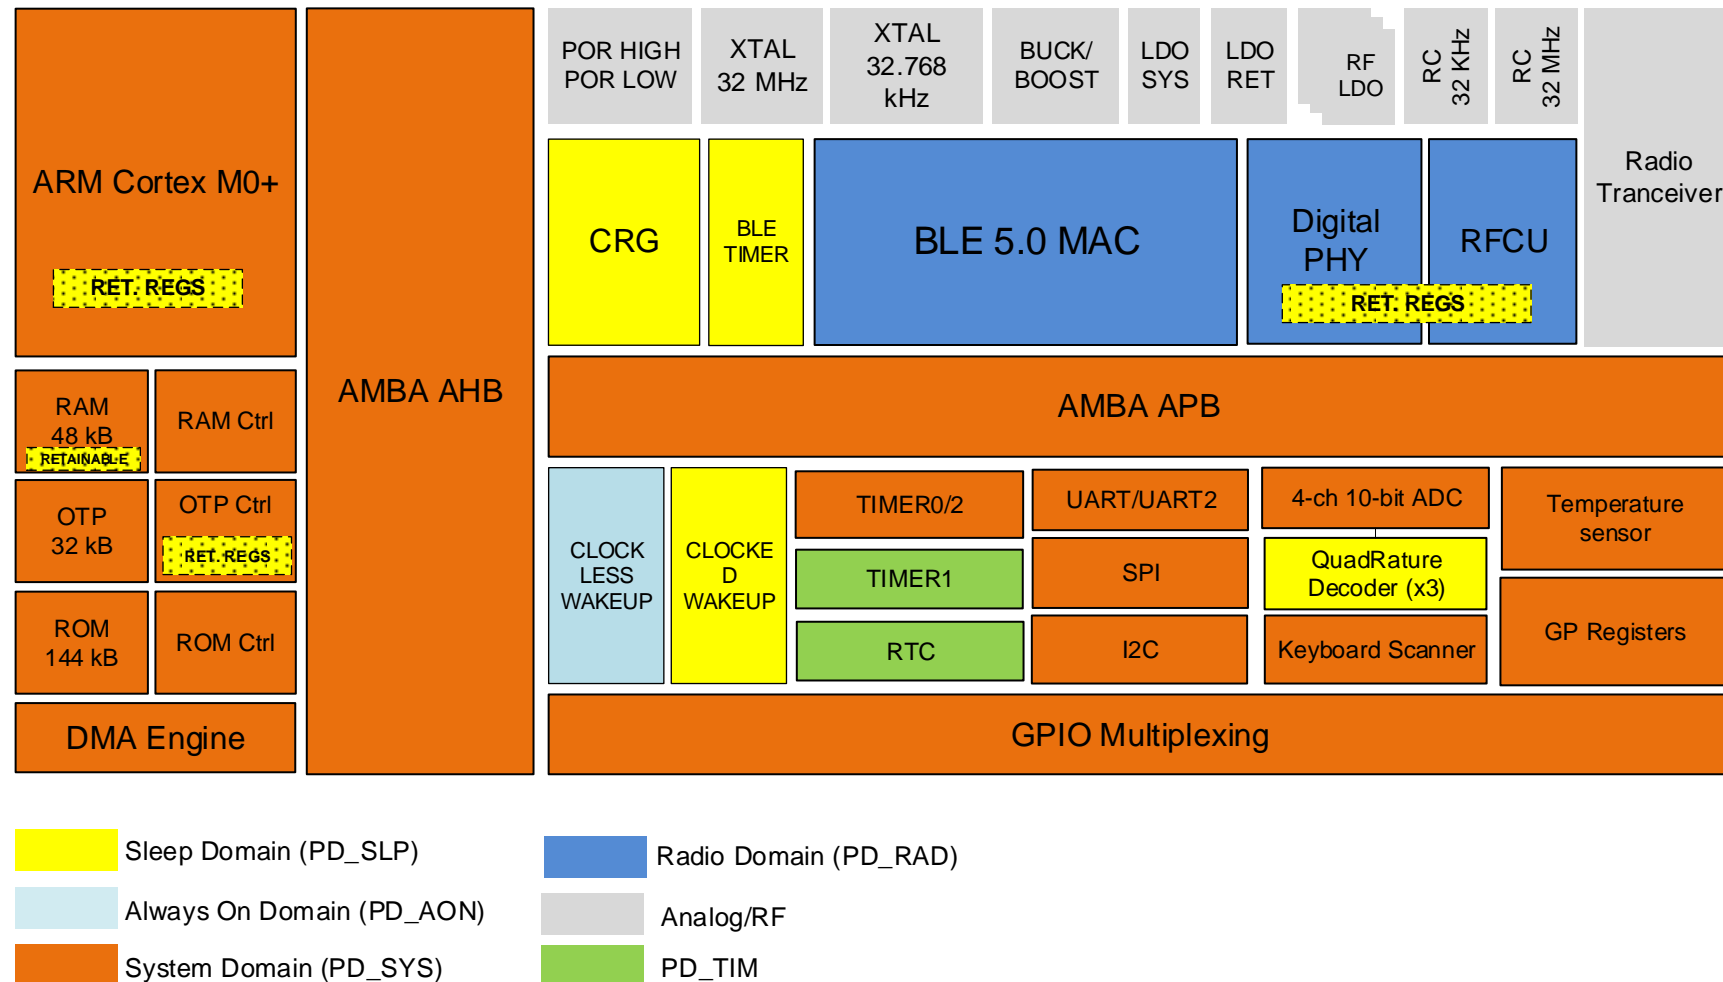 POR HIGH
POR LOW
XTAL
32 MHz
XTAL
32.768
kHz
BUCK/
BOOST
LDO
SYS
LDO
RET
RF
LDO
RC
32 KHz
RC
32 MHz
Radio
Tranceiver
ARM Cortex M0+
RET. REGS
AMBA AHB
CRG
BLE
TIMER
BLE 5.0 MAC
Digital
PHY
RFCU
RET. REGS
RAM
48 kB
RETAINABLE
RAM Ctrl
AMBA APB
OTP
32 kB
OTP Ctrl
RET. REGS
ROM
144 kB
ROM Ctrl
DMA Engine
CLOCK
LESS
WAKEUP
CLOCKE
D
WAKEUP
TIMER0/2
TIMER1
RTC
UART/UART2
SPI
I2C
4-ch 10-bit ADC
QuadRature
Decoder (x3)
Keyboard Scanner
Temperature
sensor
GP Registers
GPIO Multiplexing
Sleep Domain (PD_SLP)
Always On Domain (PD_AON)
System Domain (PD_SYS)
Radio Domain (PD_RAD)
Analog/RF
PD_TIM